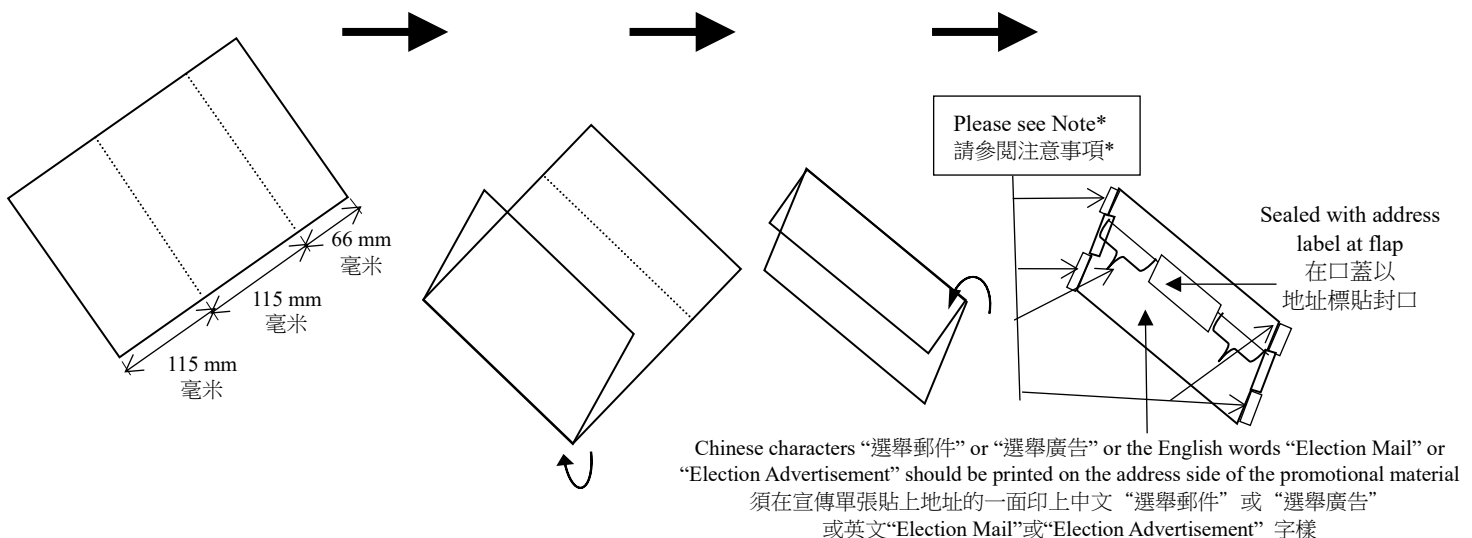 66 mm
毫米
115 mm
毫米
115 mm
毫米
Please see Note*
請參閱注意事項*
Sealed with address
label at flap
在口蓋以
地址標貼封口
Chinese characters “選舉郵件” or “選舉廣告” or the English words “Election Mail” or
“Election Advertisement” should be printed on the address side of the promotional material
須在宣傳單張貼上地址的一面印上中文“選舉郵件”或“選舉廣告”
或英文“Election Mail”或“Election Advertisement” 字樣